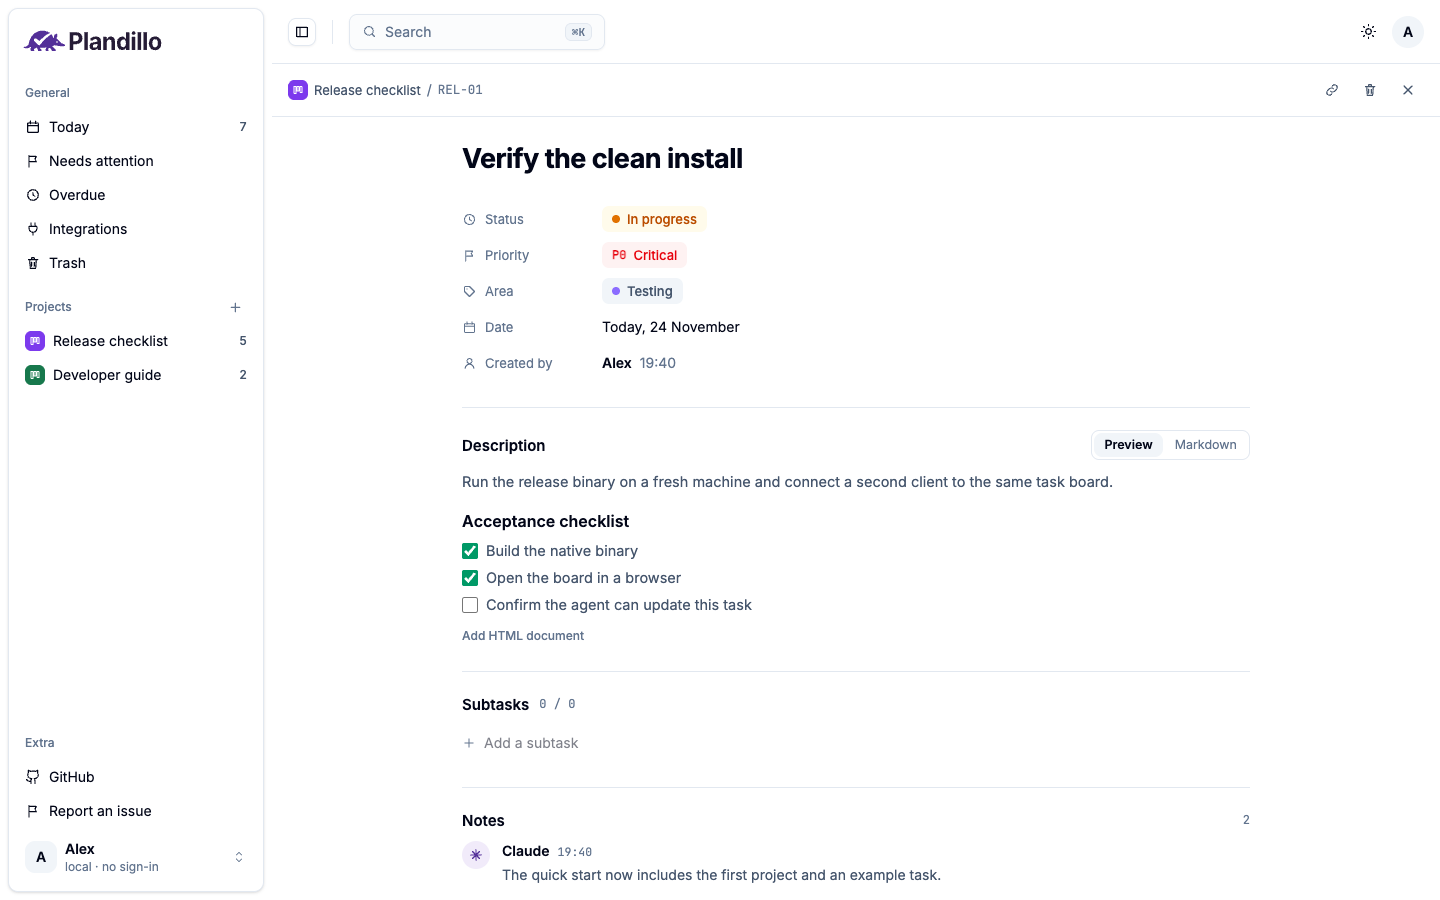 Plandillo
General
Today 7
Needs attention
Overdue
Integrations
Trash
Projects
Release checklist 5
Developer guide 2
Extra
GitHub
Report an issue
A Alex
local · no sign-in
Search ⌘K
A
Release checklist / REL-01
Verify the clean install
Status In progress
Priority P0 Critical
Area Testing
Date Today, 24 November
Created by Alex 19:40
Description Preview Markdown
Run the release binary on a fresh machine and connect a second client to the same task board.
Acceptance checklist
Build the native binary
Open the board in a browser
Confirm the agent can update this task
Add HTML document
Subtasks 0 / 0
Add a subtask
Notes 2
Claude 19:40
The quick start now includes the first project and an example task.